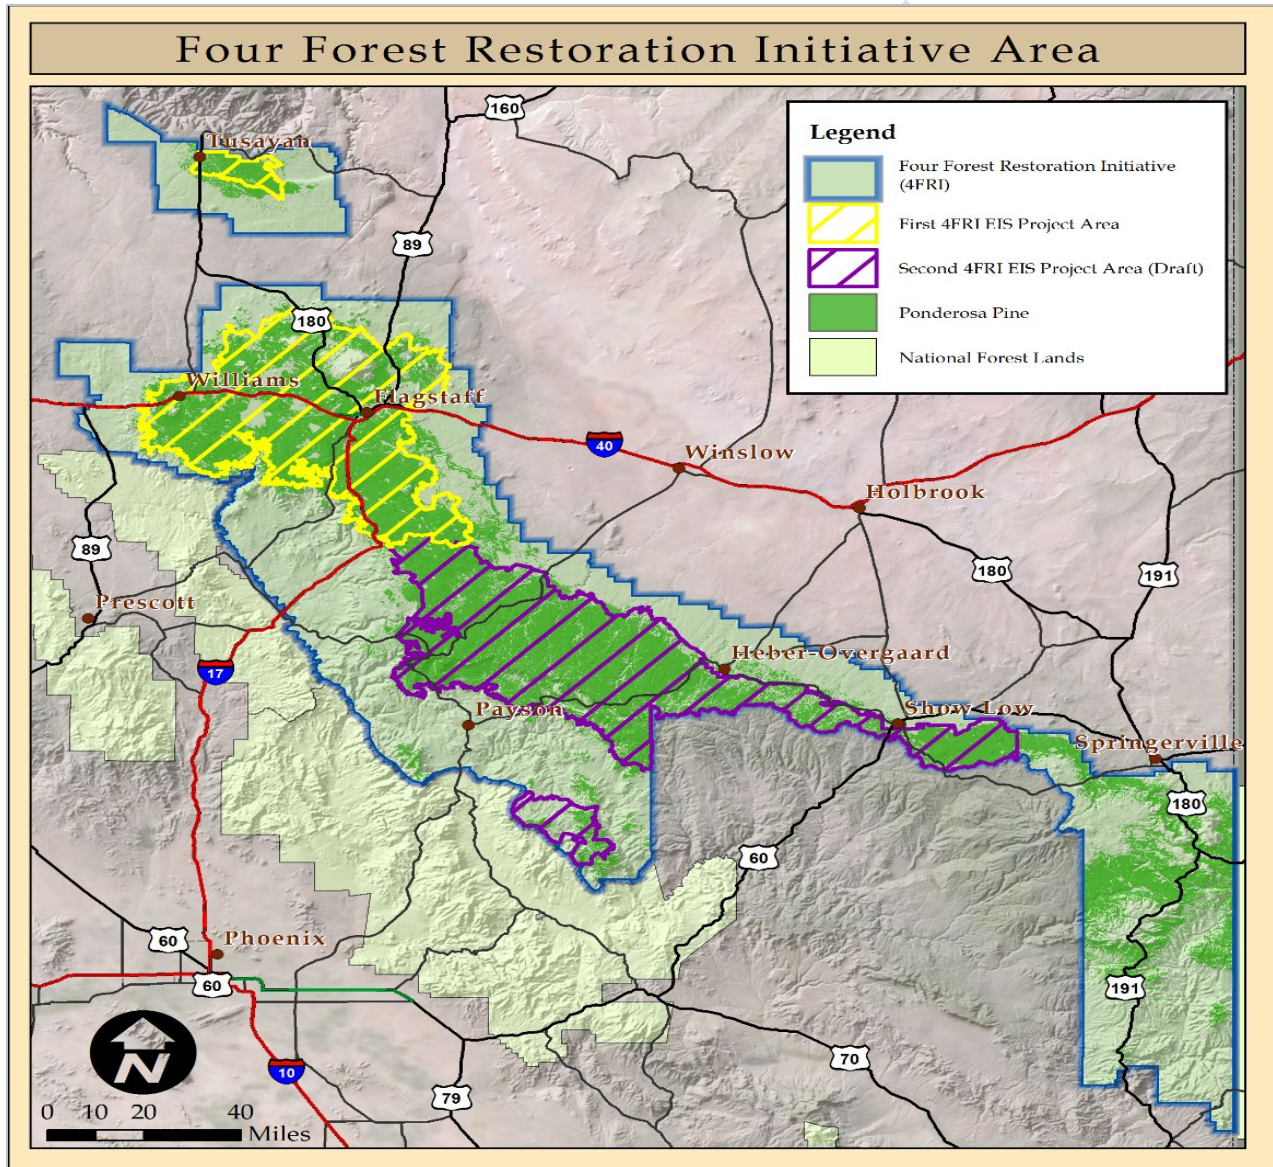 Four Forest Restoration Initiative Area
160
Legend
Tusayan
Four Forest Restoration Initiative
(4FRI)
First 4FRI EIS Project Area
89
Second 4FRI EIS Project Area (Draft)
Ponderosa Pine
180
National Forest Lands
Williams
Flagstaff
40
Winslow
Holbrook
89
180
191
Prescott
17
Heber-Overgaard
Payson
Show Low
Springerville
180
60
60
Phoenix
60
191
N
10
70
79
0 10 20 40
Miles